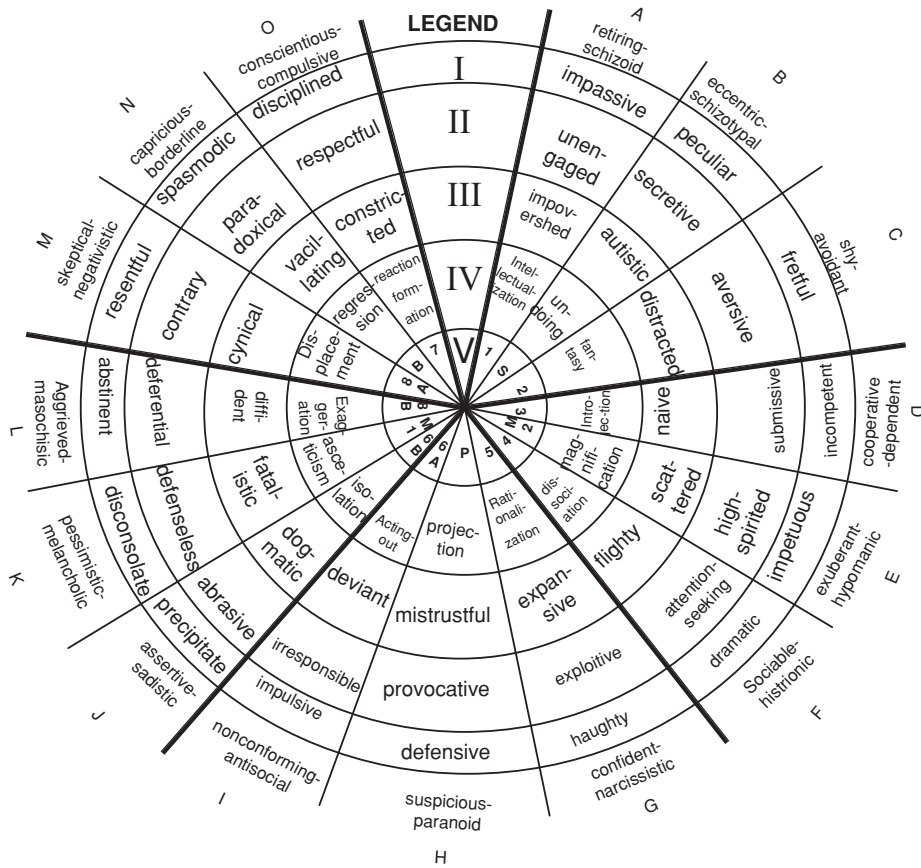 LEGEND
I
II
III
IV
V
A
retiring-
schizoid
impassive
unen-
gaged
impov-
ershed
Intel-
lectuali-
zation
1
B
eccentric-
schizotypal
peculiar
secretive
autistic
un-
doing
S
C
shy-
avoidant
fretful
aversive
distracted
fan-
tasy
2
D
cooperative
-dependent
incompetent
submissive
naive
Intro-
jec-tion
3
E
exuberant-
hypomanic
impetuous
high-
spirited
scat-
tered
mag-
nifi-
cation
M
2
F
Sociable-
histrionic
dramatic
attention-
seeking
flighty
dis-
soci-
ation
4
G
confident-
narcissistic
haughty
exploitive
expan-
sive
Rati-
onali-
zation
5
H
suspicious-
paranoid
defensive
provocative
mistrustful
projec-
tion
P
I
nonconforming-
antisocial
impulsive
irresponsible
deviant
Acting-
out
6
A
J
assertive-
sadistic
precipitate
abrasive
dog-
matic
iso-
lation
6
B
K
pessimistic-
melancholic
disconsolate
defenseless
fatal-
istic
asce-
ticism
M
1
L
Aggrieved-
masochisic
abstinent
deferential
diffi-
dent
Exag-
ger-
ation
8
B
M
skeptical-
negativistic
resentful
contrary
cynical
Dis-
place-
ment
A
8
N
capricious-
borderline
spasmodic
para-
doxical
vacil-
lating
regres-
sion
B
O
conscientious-
compulsive
disciplined
respectful
constric-
ted
reaction
form-
ation
7